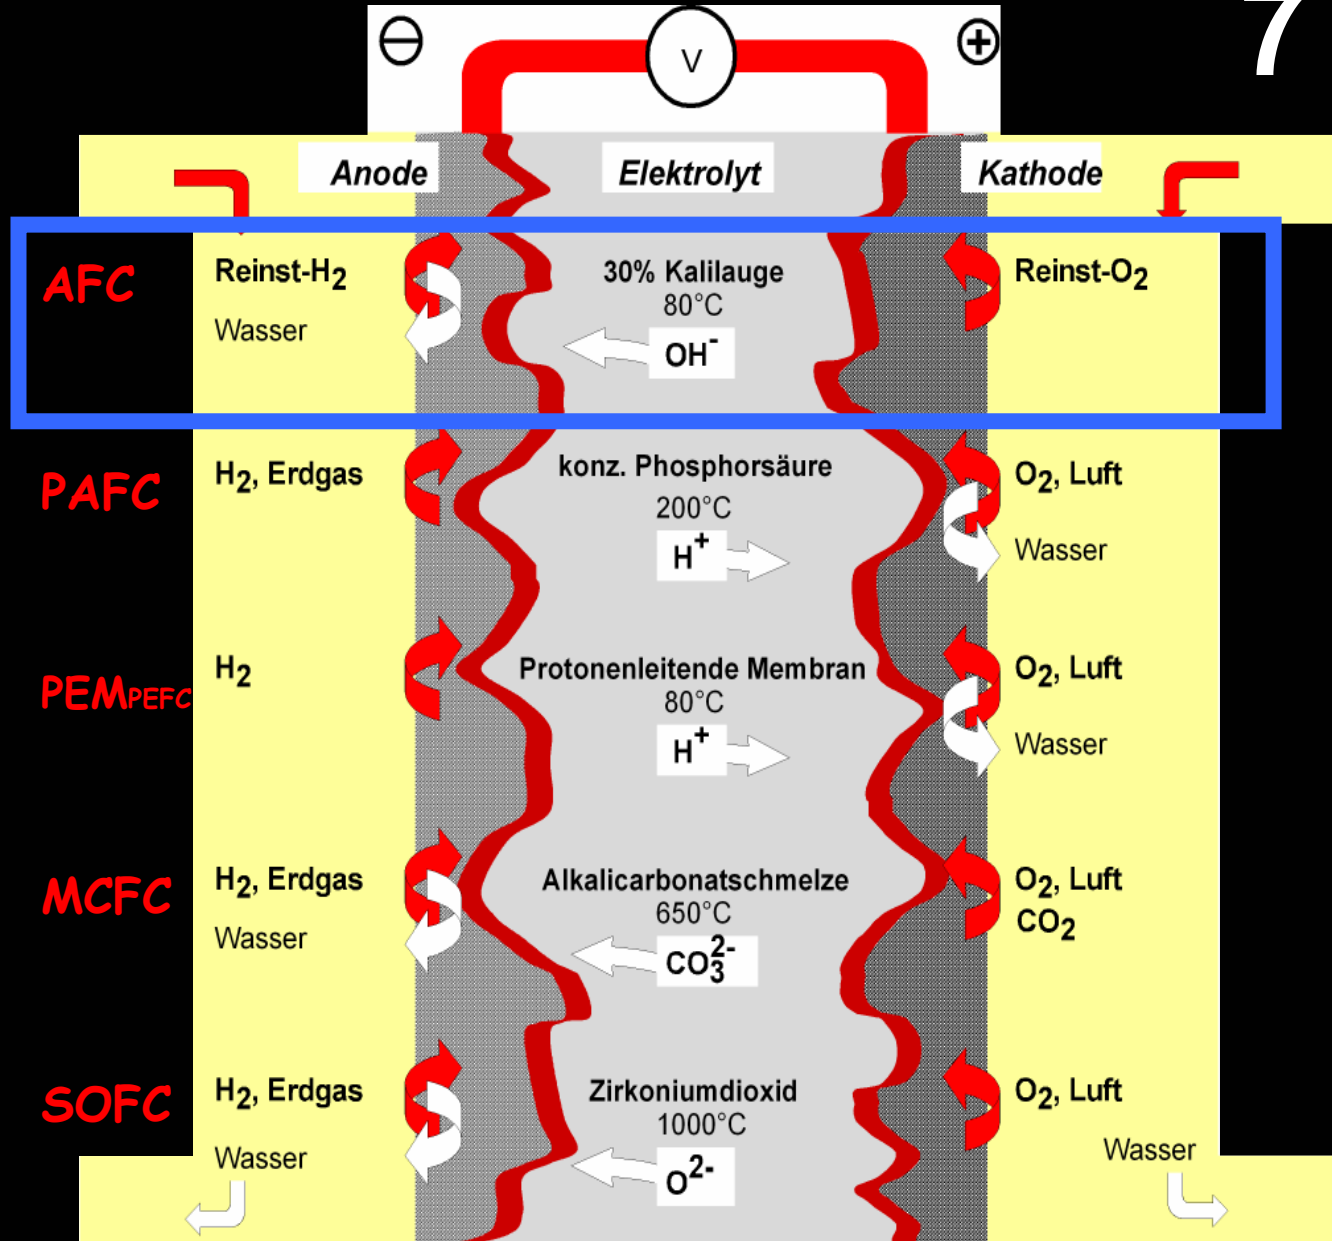 7
V
Anode Elektrolyt Kathode
AFC
Reinst-H2
Wasser
30% Kalilauge
80°C
OH-
Reinst-O2
PAFC
H2, Erdgas
konz. Phosphorsäure
200°C
H+
O2, Luft
Wasser
PEMPEFC
H2
Protonenleitende Membran
80°C
H+
O2, Luft
Wasser
MCFC
H2, Erdgas
Wasser
Alkalicarbonatschmelze
650°C
CO3 2-
O2, Luft
CO2
SOFC
H2, Erdgas
Wasser
Zirkoniumdioxid
1000°C
O2-
O2, Luft
Wasser